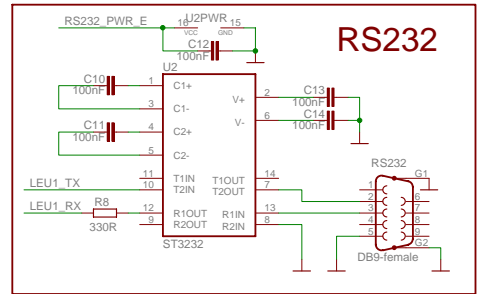 RS232_PWR_E
U2PWR
16 15
VCC GND
C12
100nF
RS232
U2
C10
100nF
1 C1+
3 C1-
C11
100nF
4 C2+
5 C2-
V+ 2
V- 6
C13
100nF
C14
100nF
11 T1IN T1OUT 14
LEU1_TX
10 T2IN T2OUT 7
LEU1_RX
R8
330R
12 R1OUT R1IN 13
9 R2OUT R2IN 8
ST3232
RS232
G1
1
2 6
3 7
4 8
5 9
G2
DB9-female